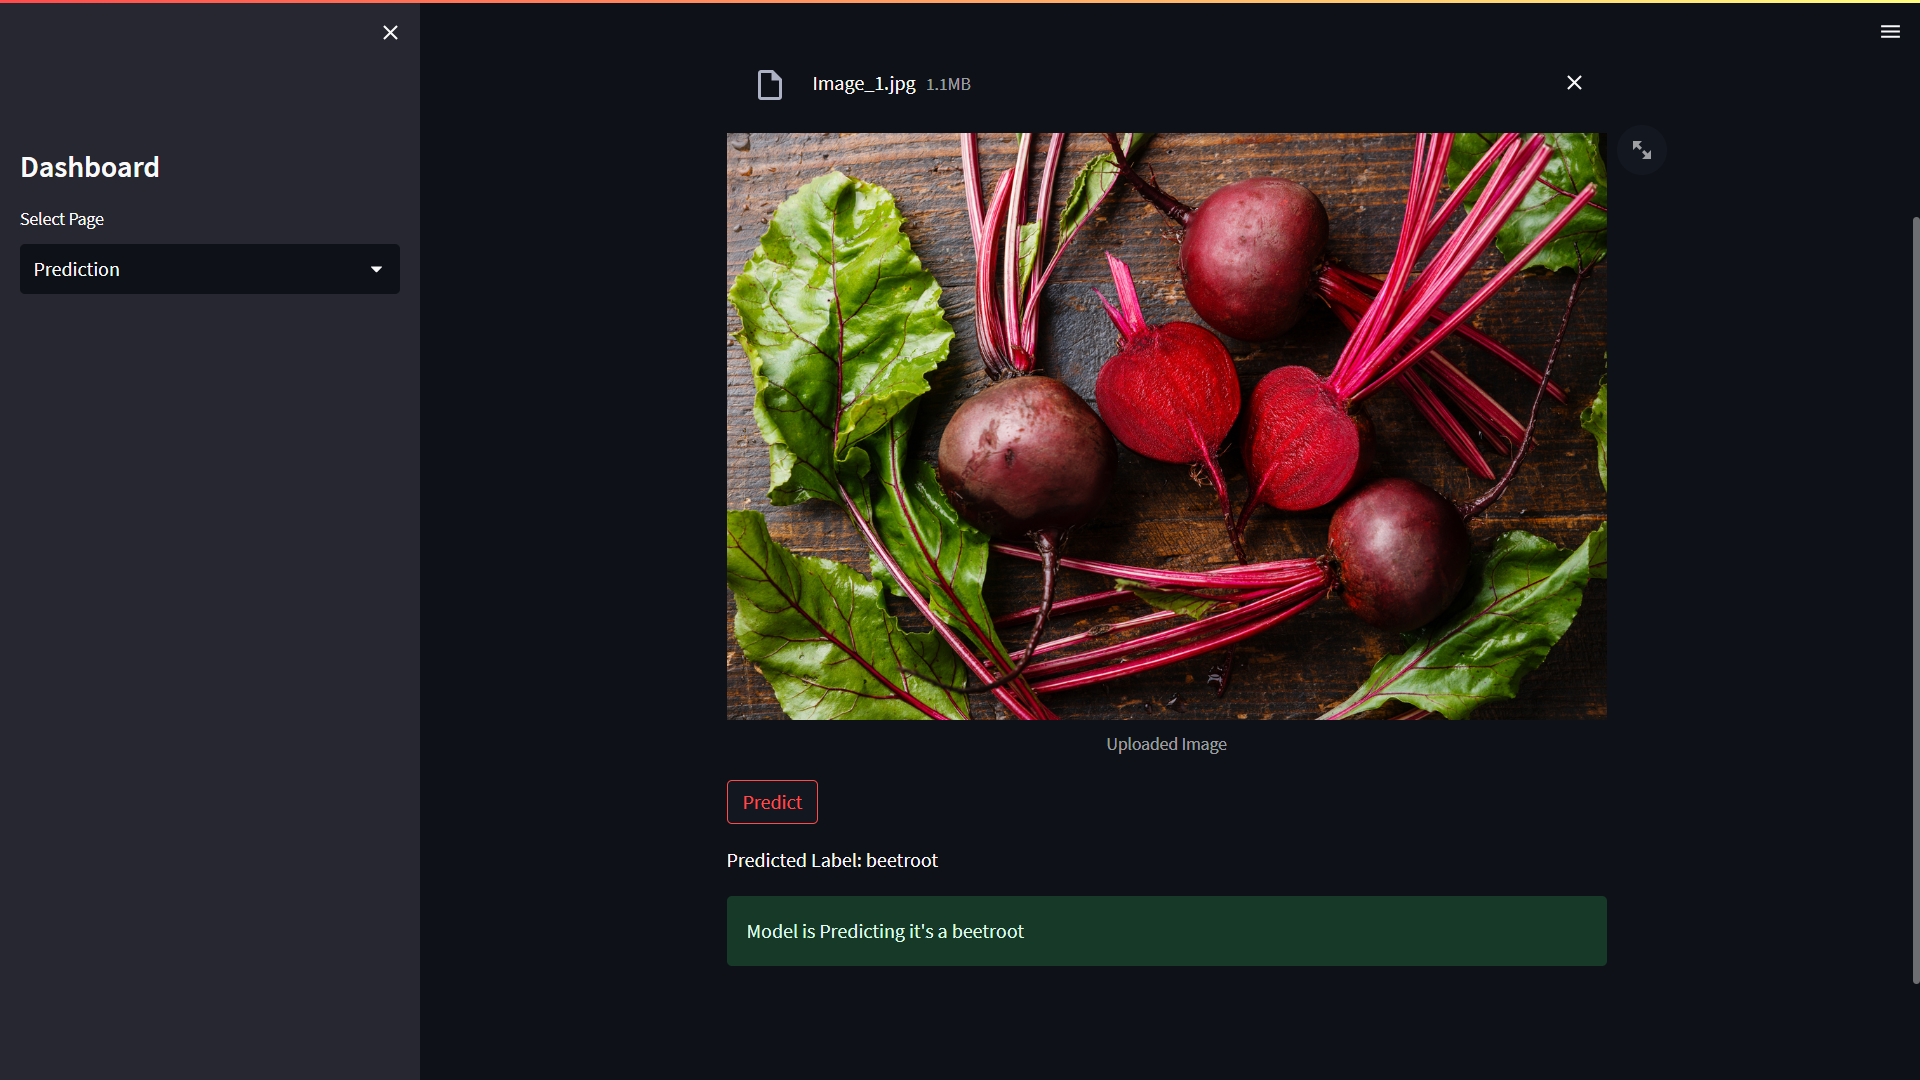 Dashboard
Select Page
Prediction
Image_1.jpg 1.1MB
Uploaded Image
Predict
Predicted Label: beetroot
Model is Predicting it's a beetroot